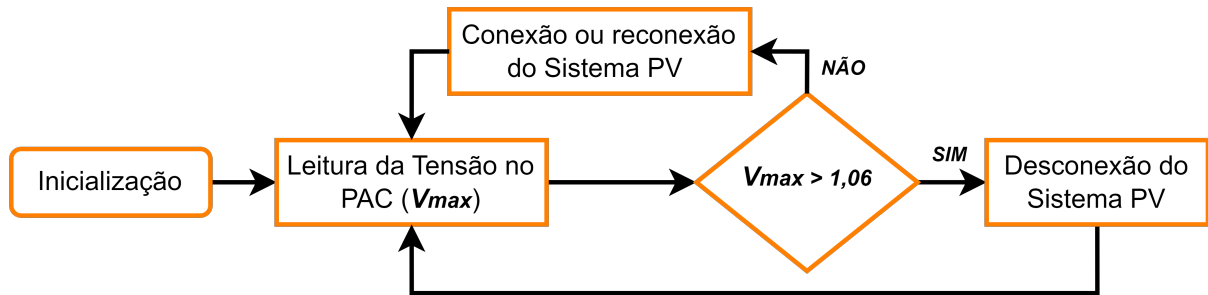 Conexão ou reconexão
do Sistema PV
NÃO
Inicialização
Leitura da Tensão no
PAC (Vmax)
Vmax > 1,06
SIM
Desconexão do
Sistema PV